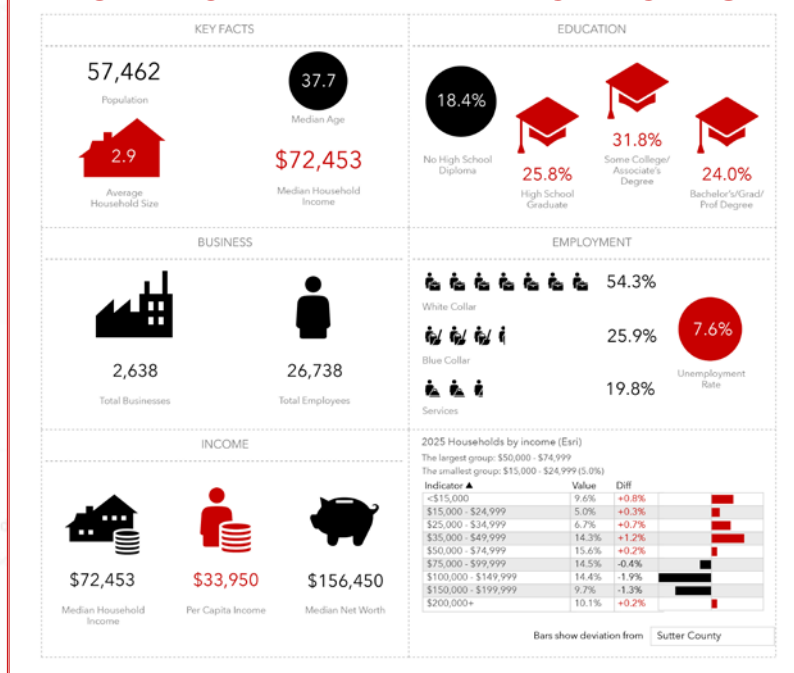 KEY FACTS
57,462
Population
37.7
Median Age
2.9
Average
Household Size
$72,453
Median Household
Income
EDUCATION
18.4%
No High School
Diploma
25.8%
High School
Graduate
31.8%
Some College/
Associate's
Degree
24.0%
Bachelor's/Grad/
Prof Degree
BUSINESS
2,638
Total Businesses
26,738
Total Employees
EMPLOYMENT
54.3%
White Collar
25.9%
Blue Collar
19.8%
Services
7.6%
Unemployment
Rate
INCOME
$72,453
Median Household
Income
$33,950
Per Capita Income
$156,450
Median Net Worth
2025 Households by income (Esri)
The largest group: $50,000 - $74,999
The smallest group: $15,000 - $24,999 (5.0%)
Indicator ▲ Value Diff
<$15,000 9.6% +0.8%
$15,000 - $24,999 5.0% +0.3%
$25,000 - $34,999 6.7% +0.7%
$35,000 - $49,999 14.3% +1.2%
$50,000 - $74,999 15.6% +0.2%
$75,000 - $99,999 14.5% -0.4%
$100,000 - $149,999 14.4% -1.9%
$150,000 - $199,999 9.7% -1.3%
$200,000+ 10.1% +0.2%
Bars show deviation from Sutter County